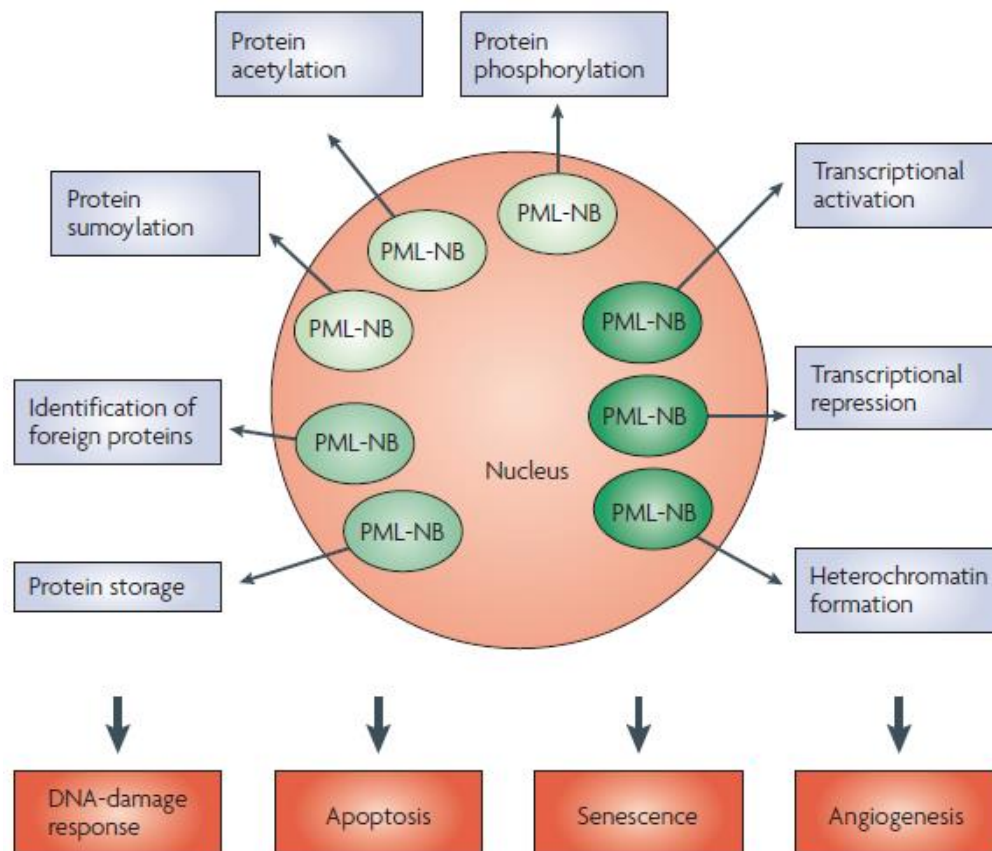 Protein
acetylation
Protein
phosphorylation
Protein
sumoylation
Transcriptional
activation
PML-NB
PML-NB
PML-NB
PML-NB
Identification of
foreign proteins
PML-NB
PML-NB
Transcriptional
repression
Nucleus
PML-NB
PML-NB
Protein storage
Heterochromatin
formation
DNA-damage
response
Apoptosis
Senescence
Angiogenesis